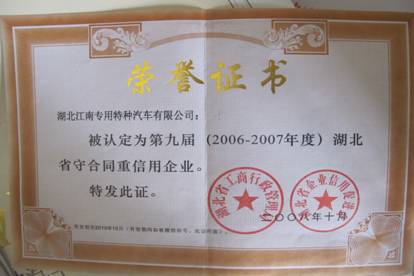 荣誉证书
湖北江南专用特种汽车有限公司:
被认定为第九届(2006-2007年度)湖北
省守合同重信用企业。
特发此证。
湖北省工商行政管理局
湖北省企业信用促进
二〇〇八年十月